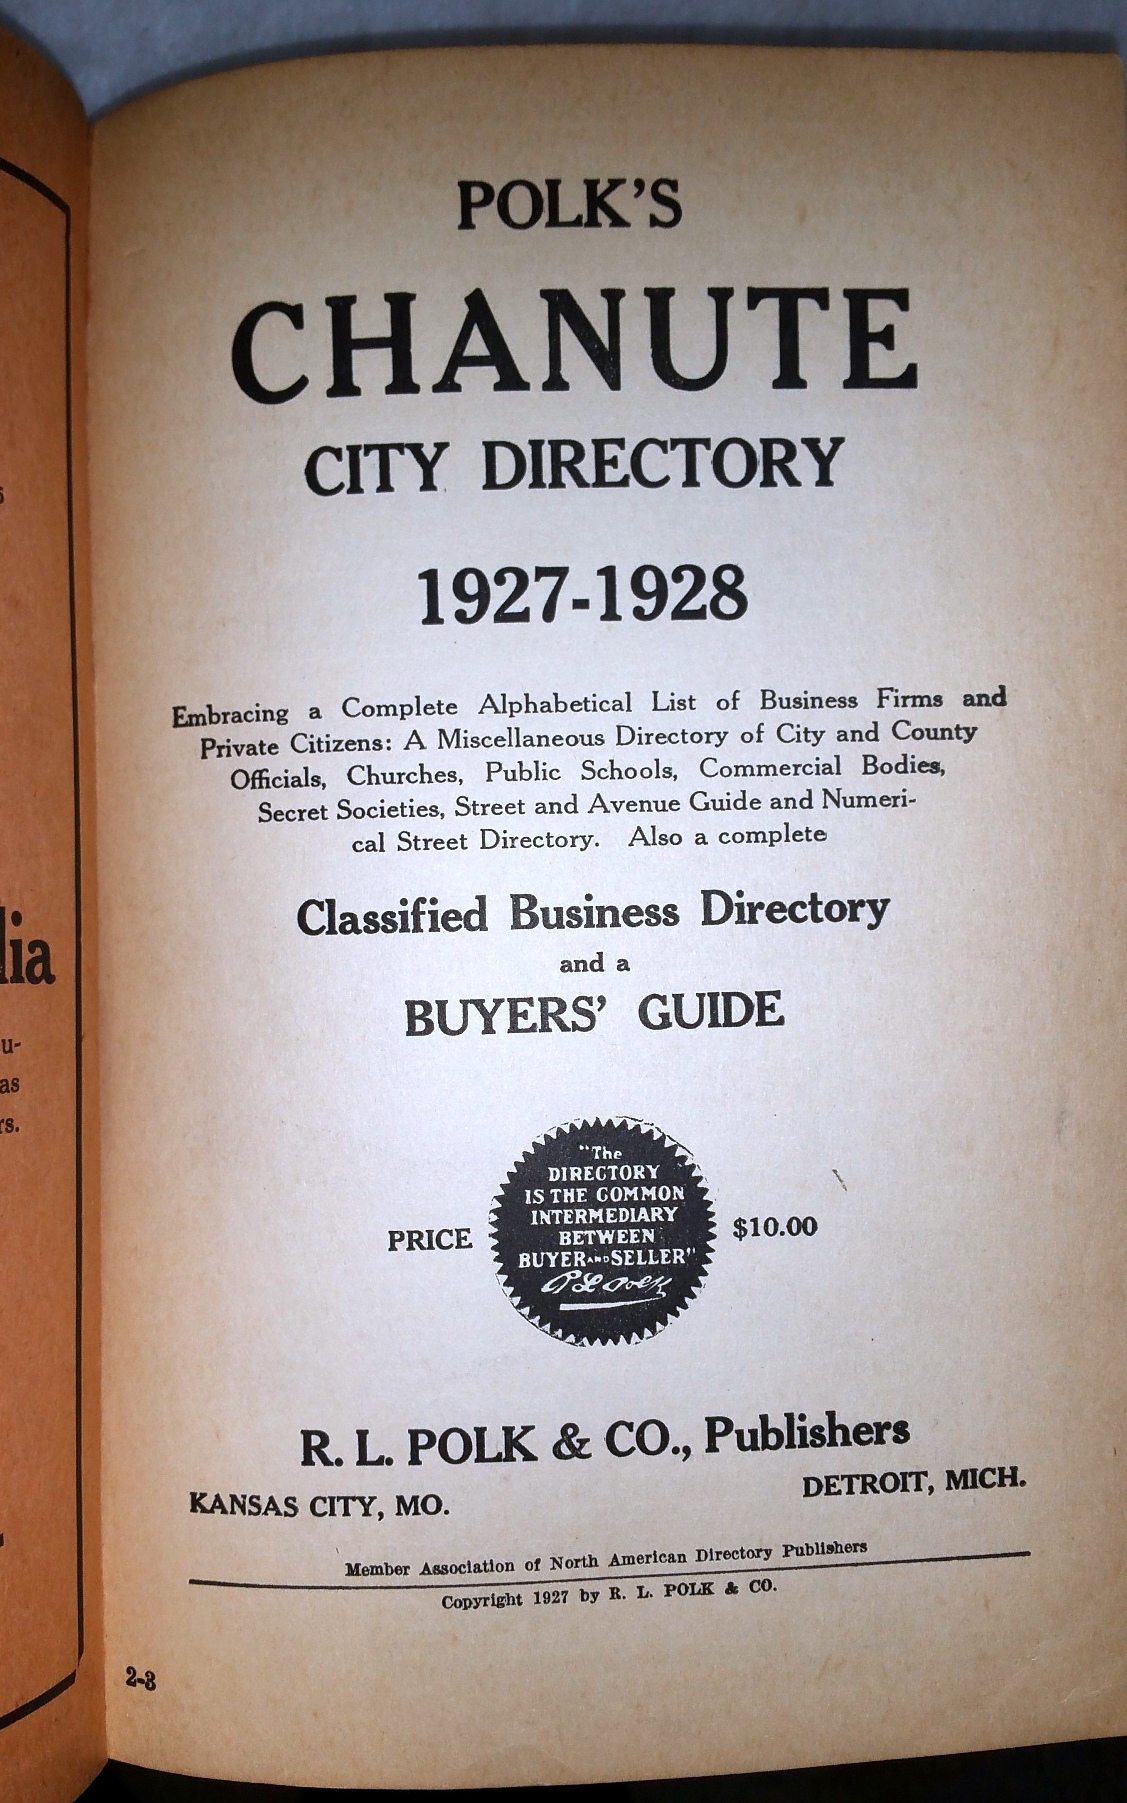 POLK'S
CHANUTE
CITY DIRECTORY
1927-1928
Embracing a Complete Alphabetical List of Business Firms and
Private Citizens: A Miscellaneous Directory of City and County
Officials, Churches, Public Schools, Commercial Bodies,
Secret Societies, Street and Avenue Guide and Numeri-
cal Street Directory. Also a complete
Classified Business Directory
and a
BUYERS' GUIDE
"The
DIRECTORY
IS THE COMMON
INTERMEDIARY
BETWEEN
BUYER AND SELLER"
R L Polk
PRICE
$10.00
R. L. POLK & CO., Publishers
KANSAS CITY, MO.
DETROIT, MICH.
Member Association of North American Directory Publishers
Copyright 1927 by R. L. POLK & CO.
2-3
lia
u-
as
rs.